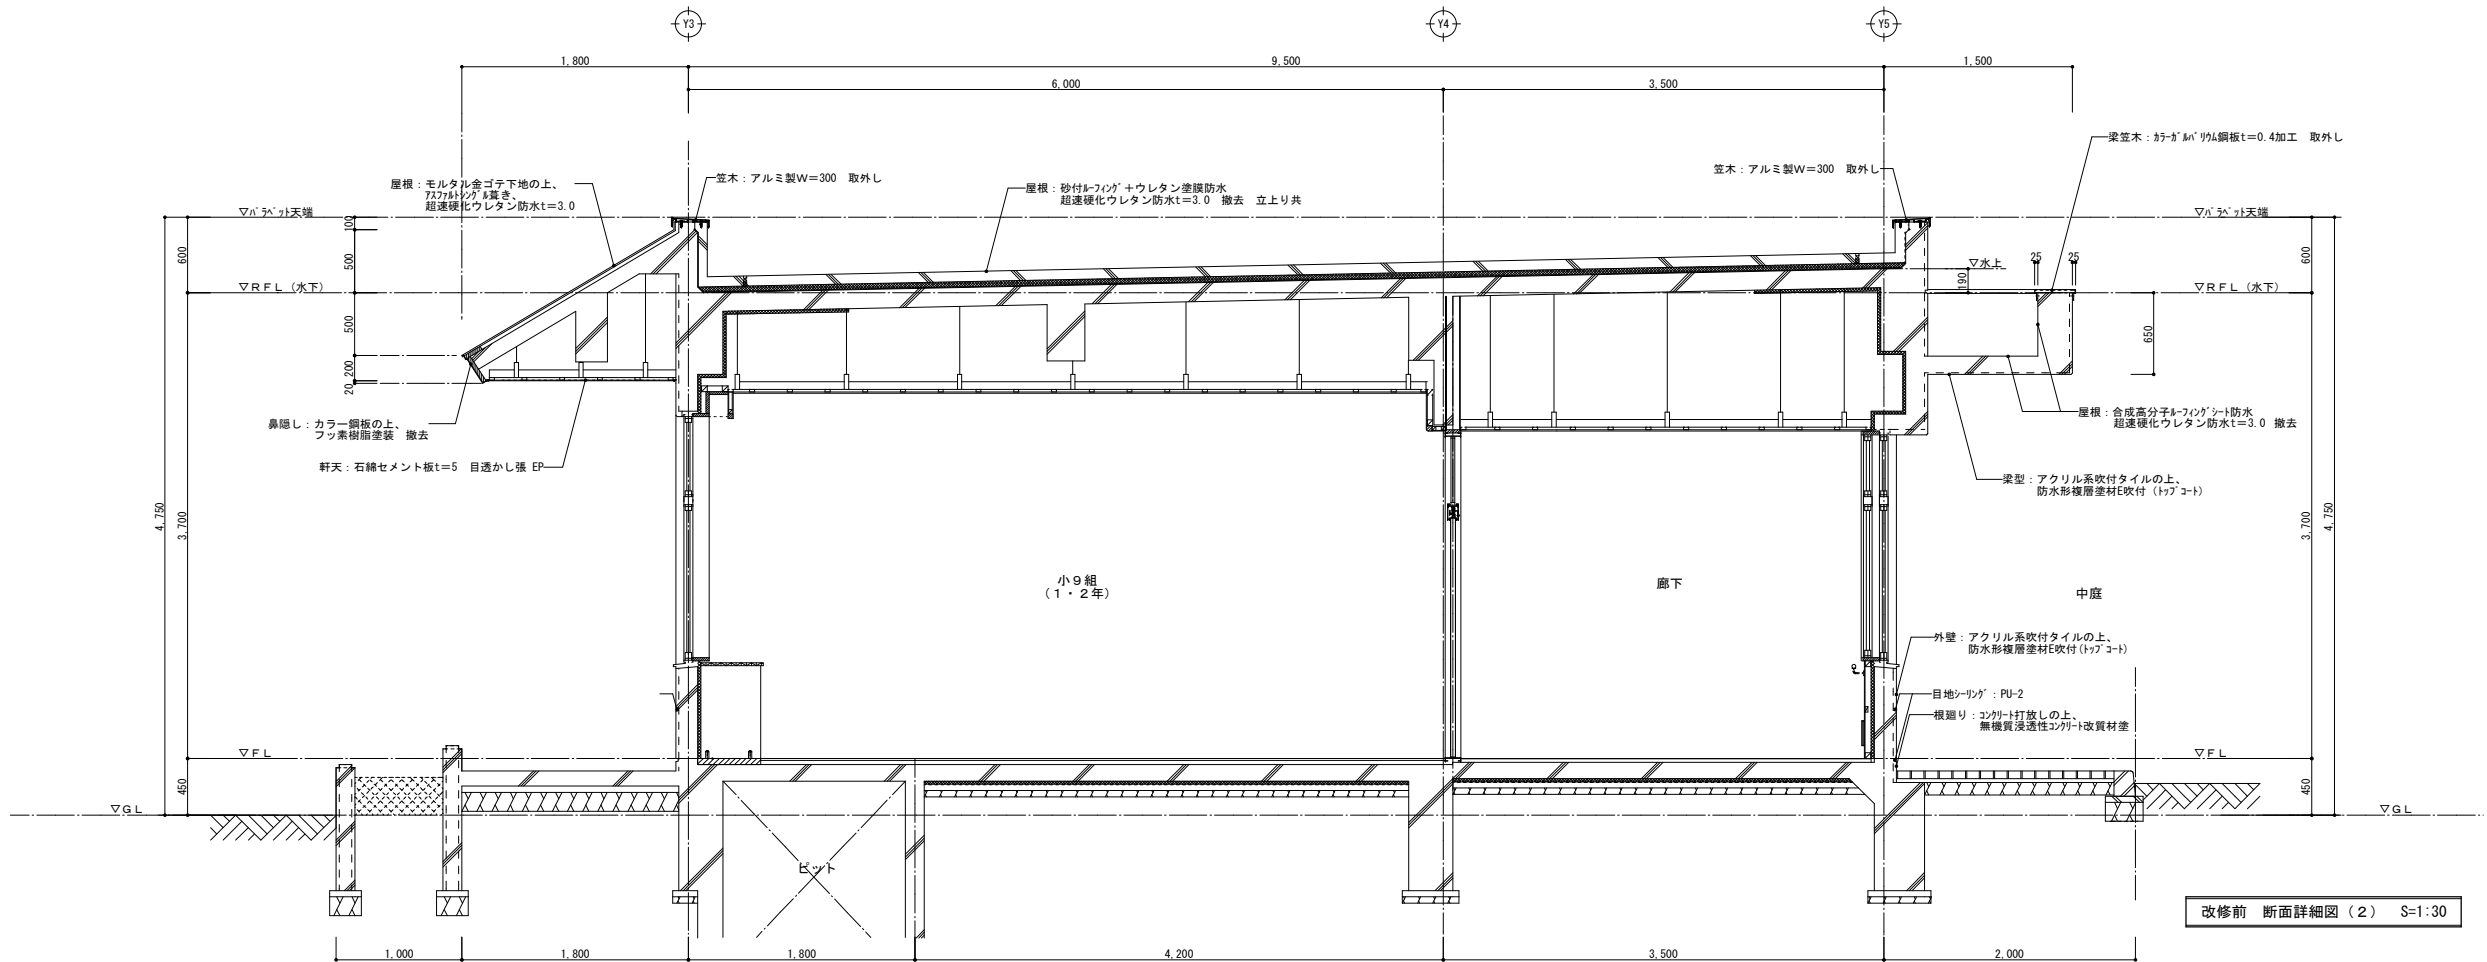 Y3
Y4
Y5
1,800
9,500
1,500
6,000
3,500
梁笠木：カラーガルバリウム鋼板t＝0.4加工　取外し
笠木：アルミ製W＝300　取外し
笠木：アルミ製W＝300　取外し
屋根：モルタル金ゴテ下地の上、
アスファルトシングル葺き、
超速硬化ウレタン防水t＝3.0
屋根：砂付ルーフィング＋ウレタン塗膜防水
超速硬化ウレタン防水t＝3.0　撤去　立上り共
▽パラペット天端
▽パラペット天端
100
600
500
600
25
25
▽水上
190
▽ＲＦＬ（水下）
▽ＲＦＬ（水下）
500
650
200
20
鼻隠し：カラー鋼板の上、
フッ素樹脂塗装　撤去
屋根：合成高分子ルーフィングシート防水
超速硬化ウレタン防水t＝3.0　撤去
軒天：石綿セメント板t＝5　目透かし張 EP
梁型：アクリル系吹付タイルの上、
防水形複層塗材E吹付（トップコート）
4,750
3,700
3,700
4,750
小９組
（１・２年）
廊下
中庭
外壁：アクリル系吹付タイルの上、
防水形複層塗材E吹付(トップコート)
目地シーリング：PU-2
根廻り：コンクリート打放しの上、
無機質浸透性コンクリート改質材塗
▽ＦＬ
▽ＦＬ
450
450
▽ＧＬ
▽ＧＬ
ピット
改修前　断面詳細図（２）　S=1:30
1,000
1,800
1,800
4,200
3,500
2,000